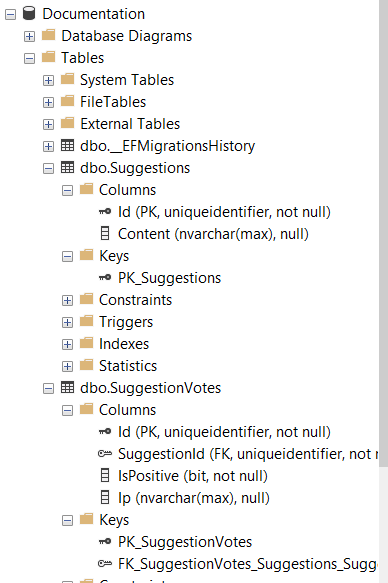 Documentation
Database Diagrams
Tables
System Tables
FileTables
External Tables
dbo.__EFMigrationsHistory
dbo.Suggestions
Columns
Id (PK, uniqueidentifier, not null)
Content (nvarchar(max), null)
Keys
PK_Suggestions
Constraints
Triggers
Indexes
Statistics
dbo.SuggestionVotes
Columns
Id (PK, uniqueidentifier, not null)
SuggestionId (FK, uniqueidentifier, not
IsPositive (bit, not null)
Ip (nvarchar(max), null)
Keys
PK_SuggestionVotes
FK_SuggestionVotes_Suggestions_Sugg